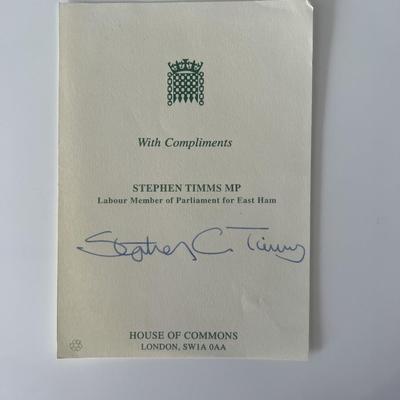 With Compliments
STEPHEN TIMMS MP
Labour Member of Parliament for East Ham
Stephen C. Timms
HOUSE OF COMMONS
LONDON, SW1A 0AA